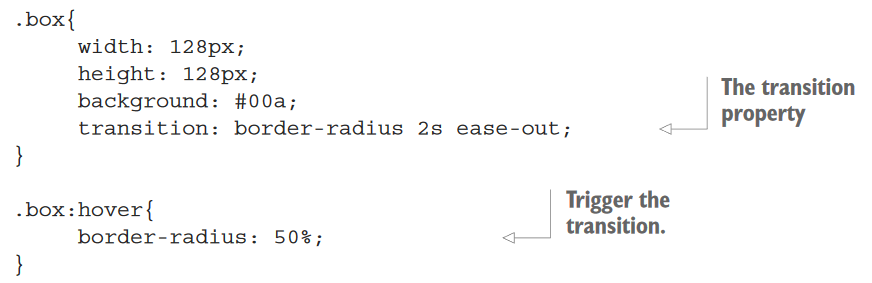 .box{
width: 128px;
height: 128px;
background: #00a;
transition: border-radius 2s ease-out;
}
The transition
property
.box:hover{
border-radius: 50%;
}
Trigger the
transition.